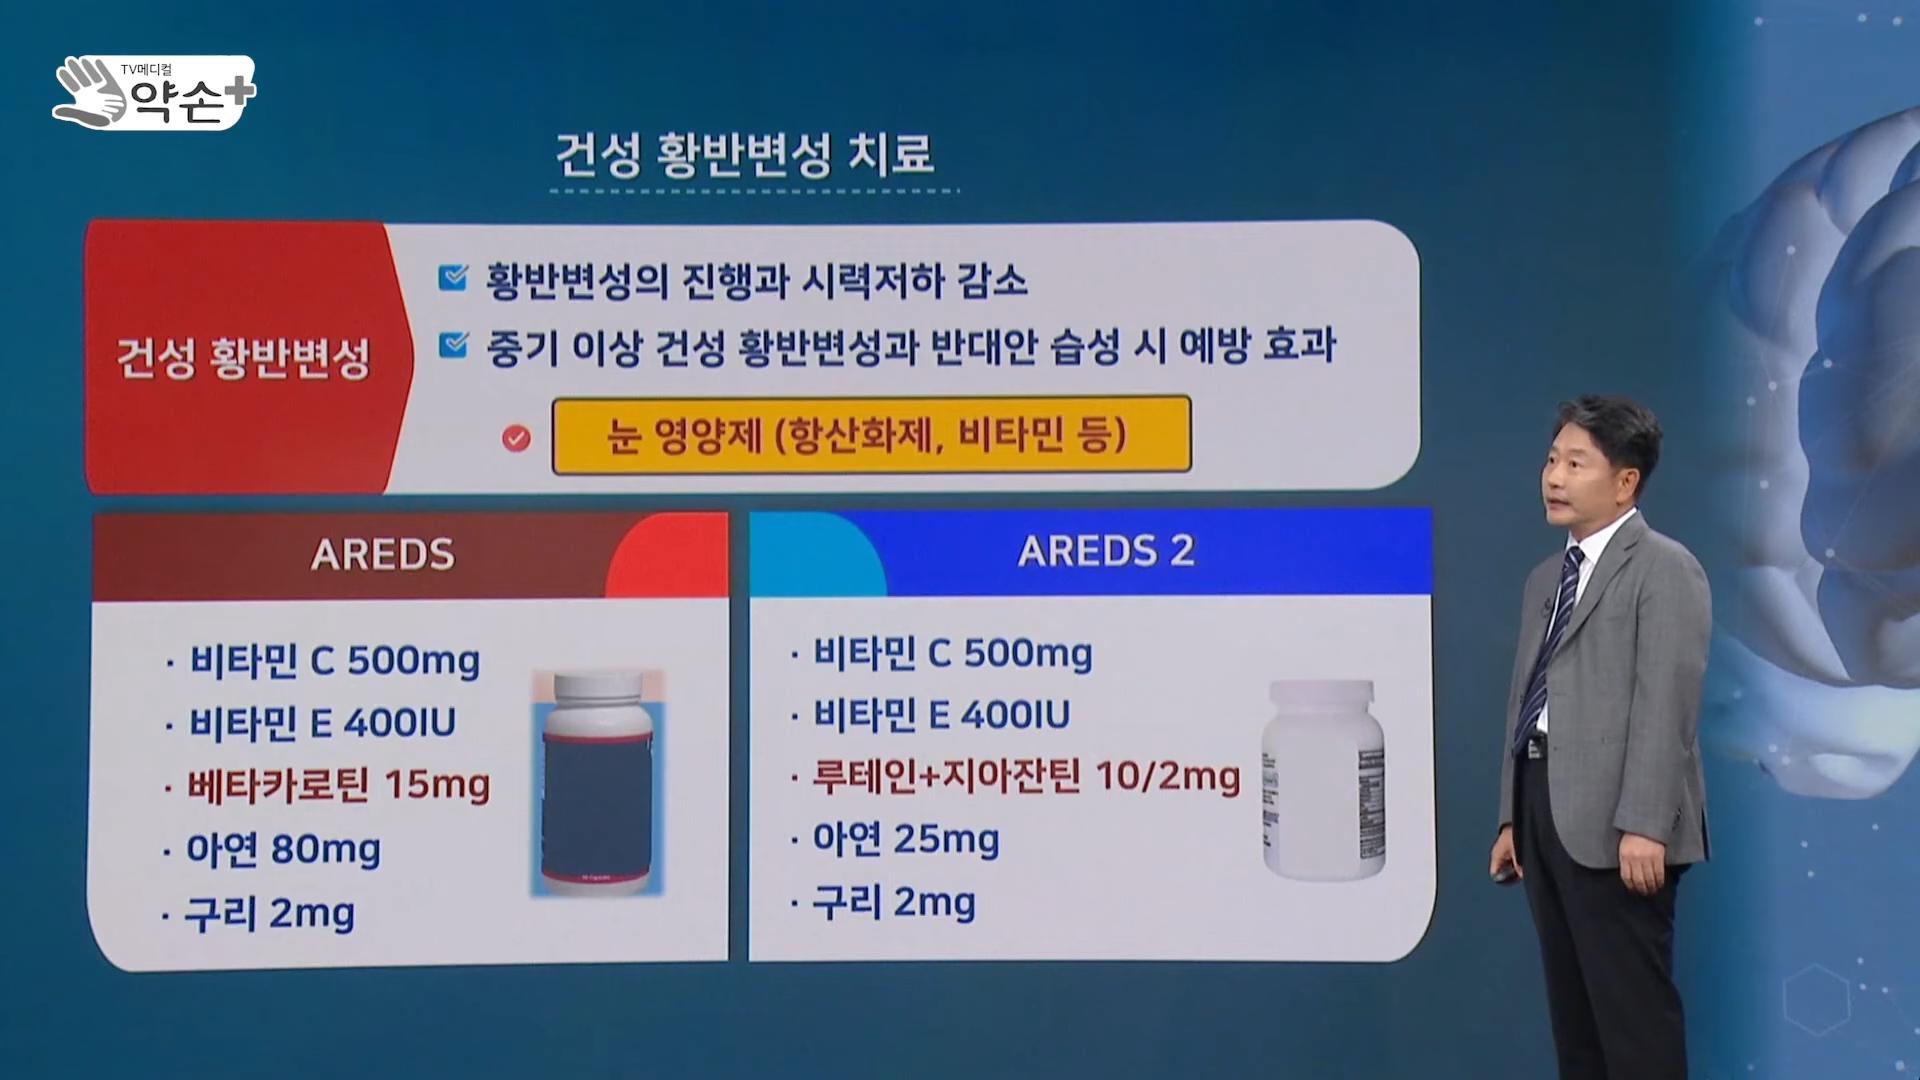 TV메디컬
약손+
건성 황반변성 치료
건성 황반변성
황반변성의 진행과 시력저하 감소
중기 이상 건성 황반변성과 반대안 습성 시 예방 효과
눈 영양제 (항산화제, 비타민 등)
AREDS
· 비타민 C 500mg
· 비타민 E 400IU
· 베타카로틴 15mg
· 아연 80mg
· 구리 2mg
AREDS 2
· 비타민 C 500mg
· 비타민 E 400IU
· 루테인+지아잔틴 10/2mg
· 아연 25mg
· 구리 2mg